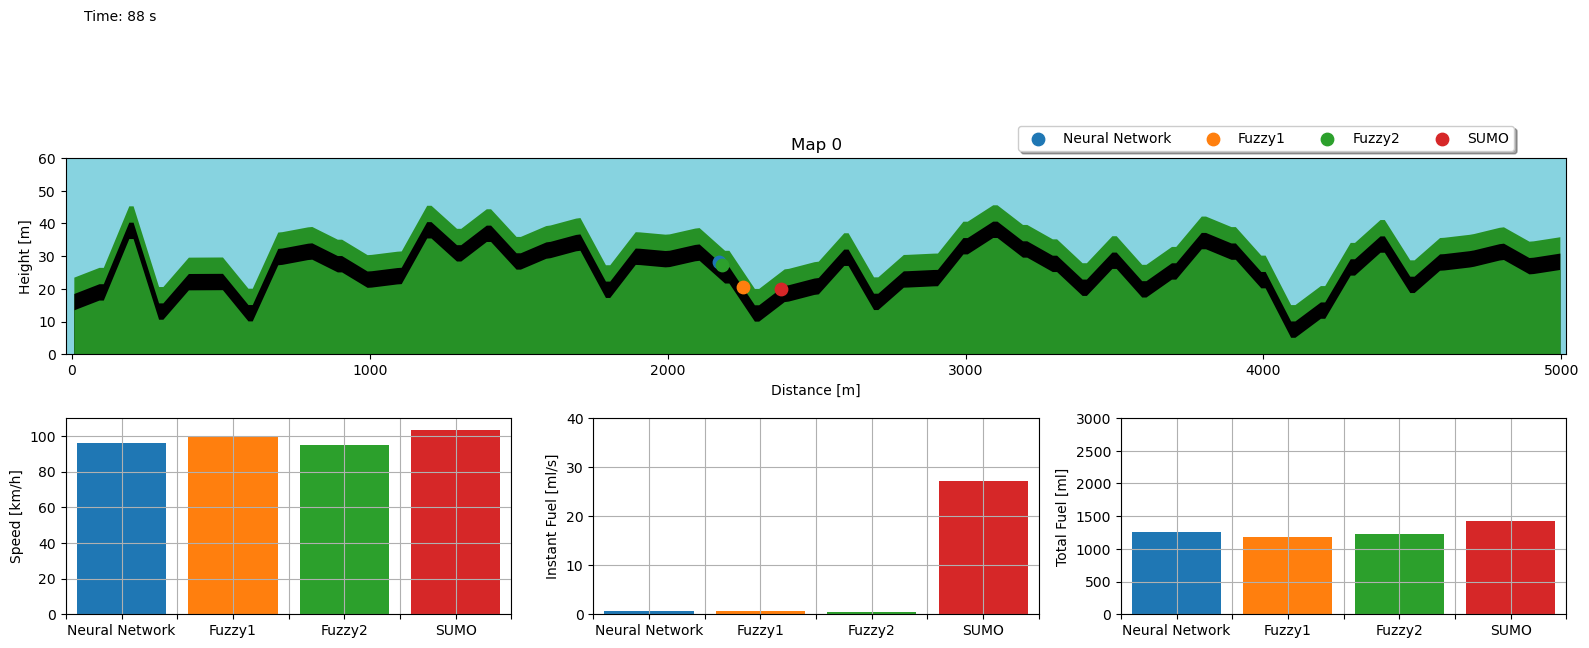 Time: 88 s
Map 0
Neural Network Fuzzy1 Fuzzy2 SUMO
Height [m]
60
50
40
30
20
10
0
0 1000 2000 3000 4000 5000
Distance [m]
Speed [km/h]
100
80
60
40
20
0
Neural Network Fuzzy1 Fuzzy2 SUMO
Instant Fuel [ml/s]
40
30
20
10
0
Neural Network Fuzzy1 Fuzzy2 SUMO
Total Fuel [ml]
3000
2500
2000
1500
1000
500
0
Neural Network Fuzzy1 Fuzzy2 SUMO